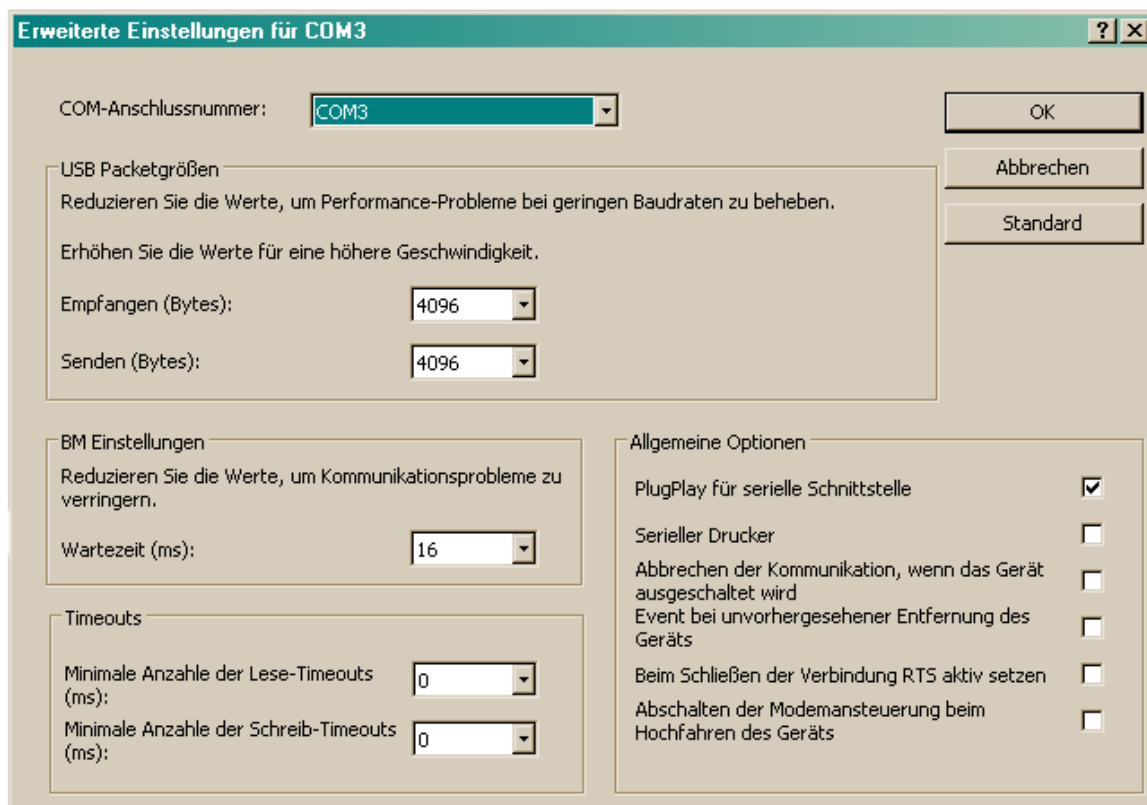 Erweiterte Einstellungen für COM3
COM-Anschlussnummer:
COM3
OK
Abbrechen
Standard
USB Packetgrößen
Reduzieren Sie die Werte, um Performance-Probleme bei geringen Baudraten zu beheben.
Erhöhen Sie die Werte für eine höhere Geschwindigkeit.
Empfangen (Bytes):
4096
Senden (Bytes):
4096
BM Einstellungen
Reduzieren Sie die Werte, um Kommunikationsprobleme zu
verringern.
Wartezeit (ms):
16
Timeouts
Minimale Anzahle der Lese-Timeouts
(ms):
0
Minimale Anzahle der Schreib-Timeouts
(ms):
0
Allgemeine Optionen
PlugPlay für serielle Schnittstelle
Serieller Drucker
Abbrechen der Kommunikation, wenn das Gerät
ausgeschaltet wird
Event bei unvorhergesehener Entfernung des
Geräts
Beim Schließen der Verbindung RTS aktiv setzen
Abschalten der Modemansteuerung beim
Hochfahren des Geräts